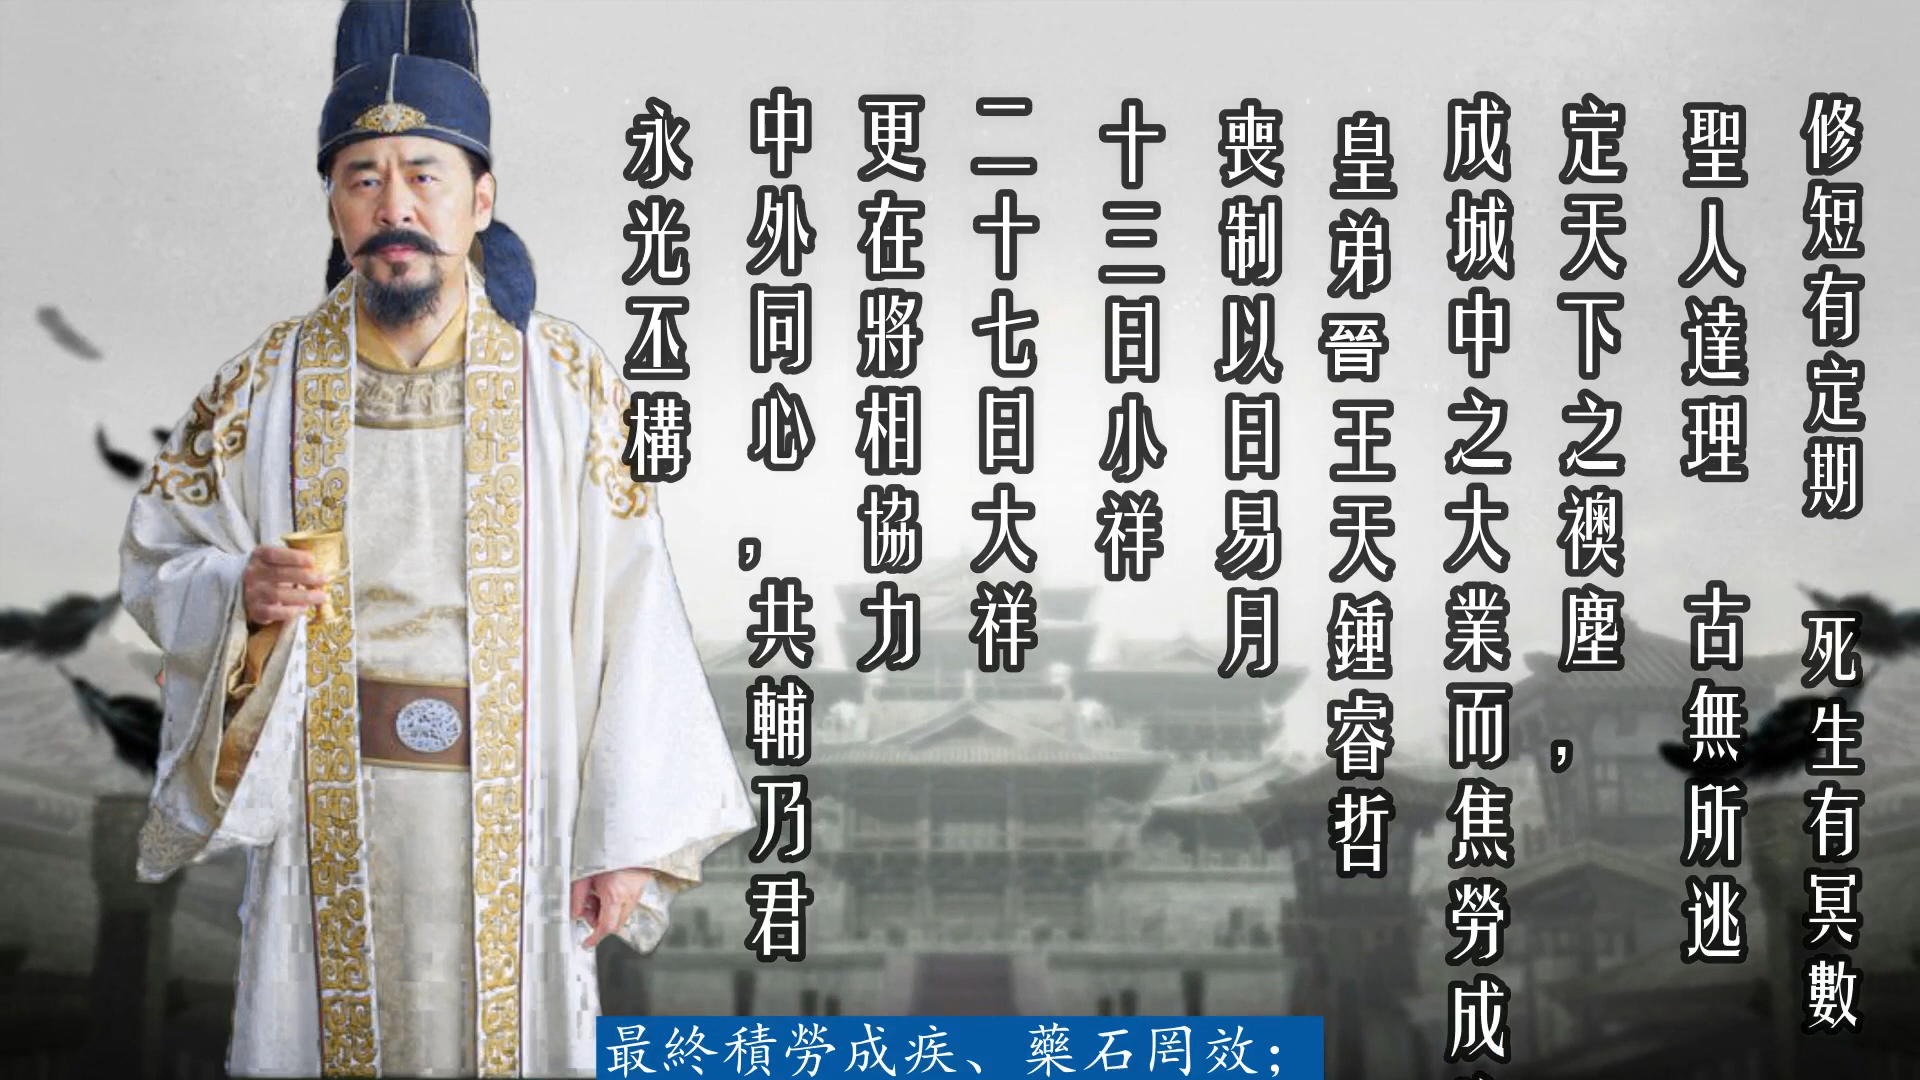 修短有定期 死生有冥數
聖人達理 古無所逃
定天下之襖塵，
成城中之大業而焦勞成
皇弟晉王天鍾睿哲
喪制以日易月
十三日小祥
二十七日大祥
更在將相協力
中外同心，共輔乃君
永光丕構
最終積勞成疾、藥石罔效；